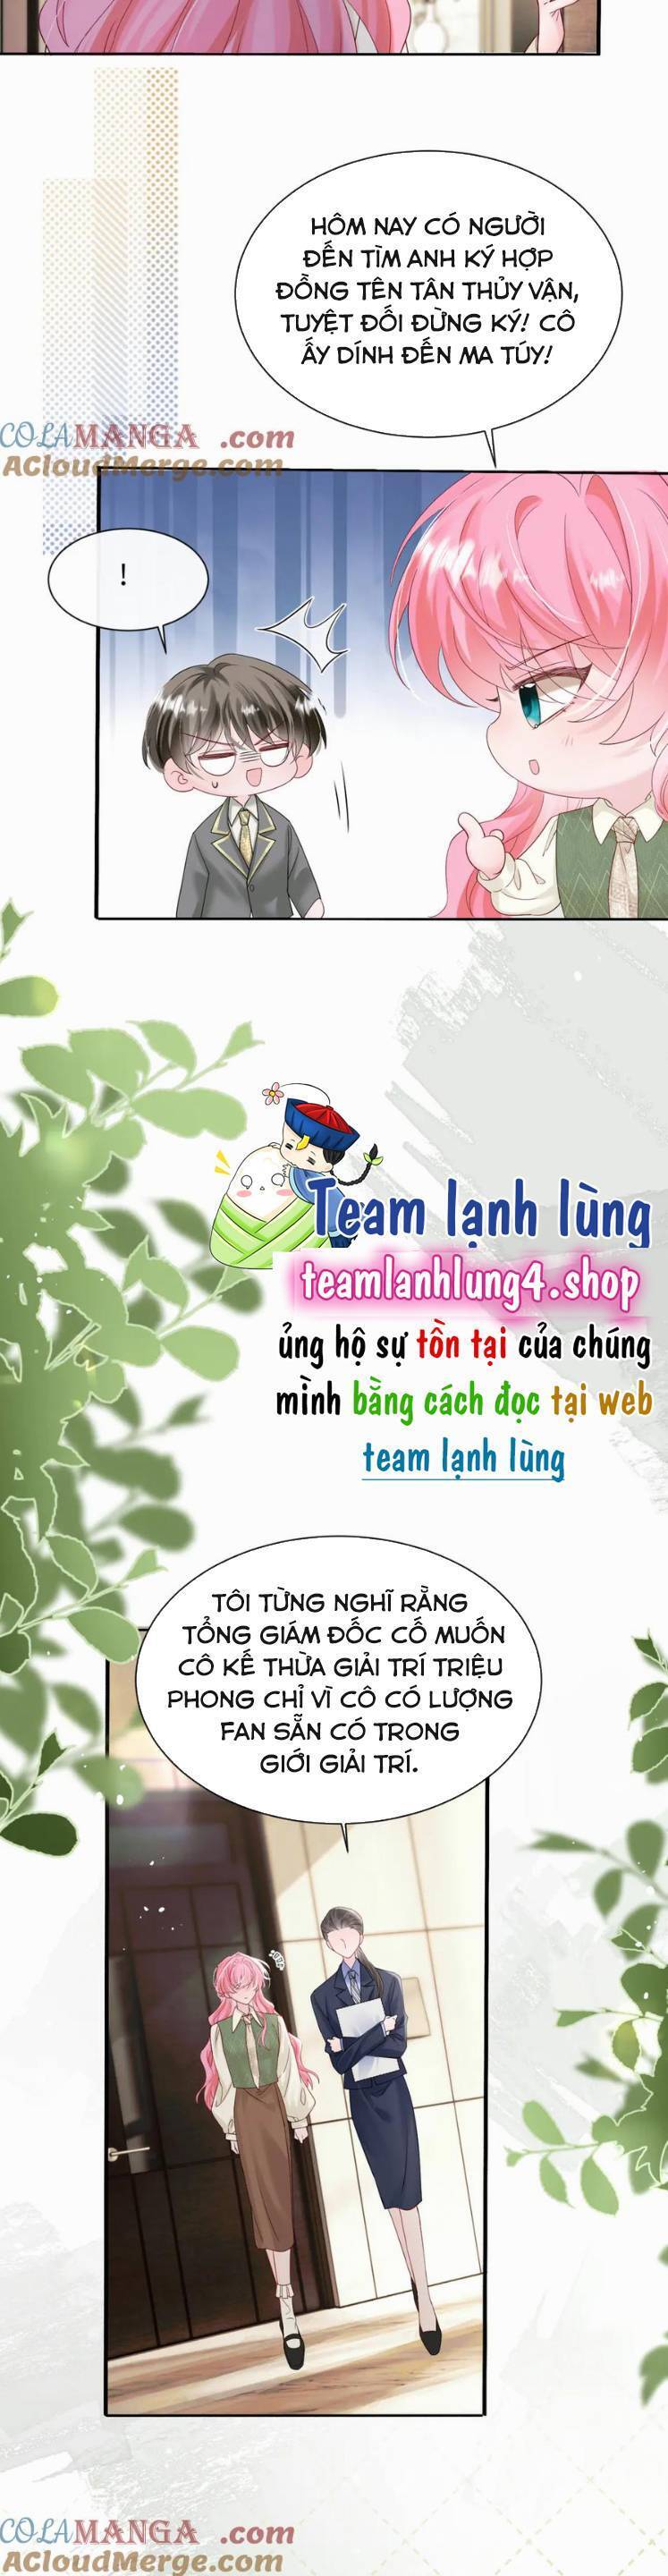 HÔM NAY CÓ NGƯỜI
ĐẾN TÌM ANH KÝ HỢP
ĐỒNG TÊN TÂN THỦY VẬN,
TUYỆT ĐỐI ĐỪNG KÝ! CÔ
ẤY DÍNH ĐẾN MA TÚY!
COLAMANGA.com
ACloudMerge.com
!
Team lạnh lùng
teamlanhlung4.shop
ủng hộ sự tồn tại của chúng
mình bằng cách đọc tại web
team lạnh lùng
TÔI TỪNG NGHĨ RẰNG
TỔNG GIÁM ĐỐC CỐ MUỐN
CÔ KẾ THỪA GIẢI TRÍ TRIỆU
PHONG CHỈ VÌ CÔ CÓ LƯỢNG
FAN SẴN CÓ TRONG
GIỚI GIẢI TRÍ.
COLAMANGA.com
ACloudMerge.com